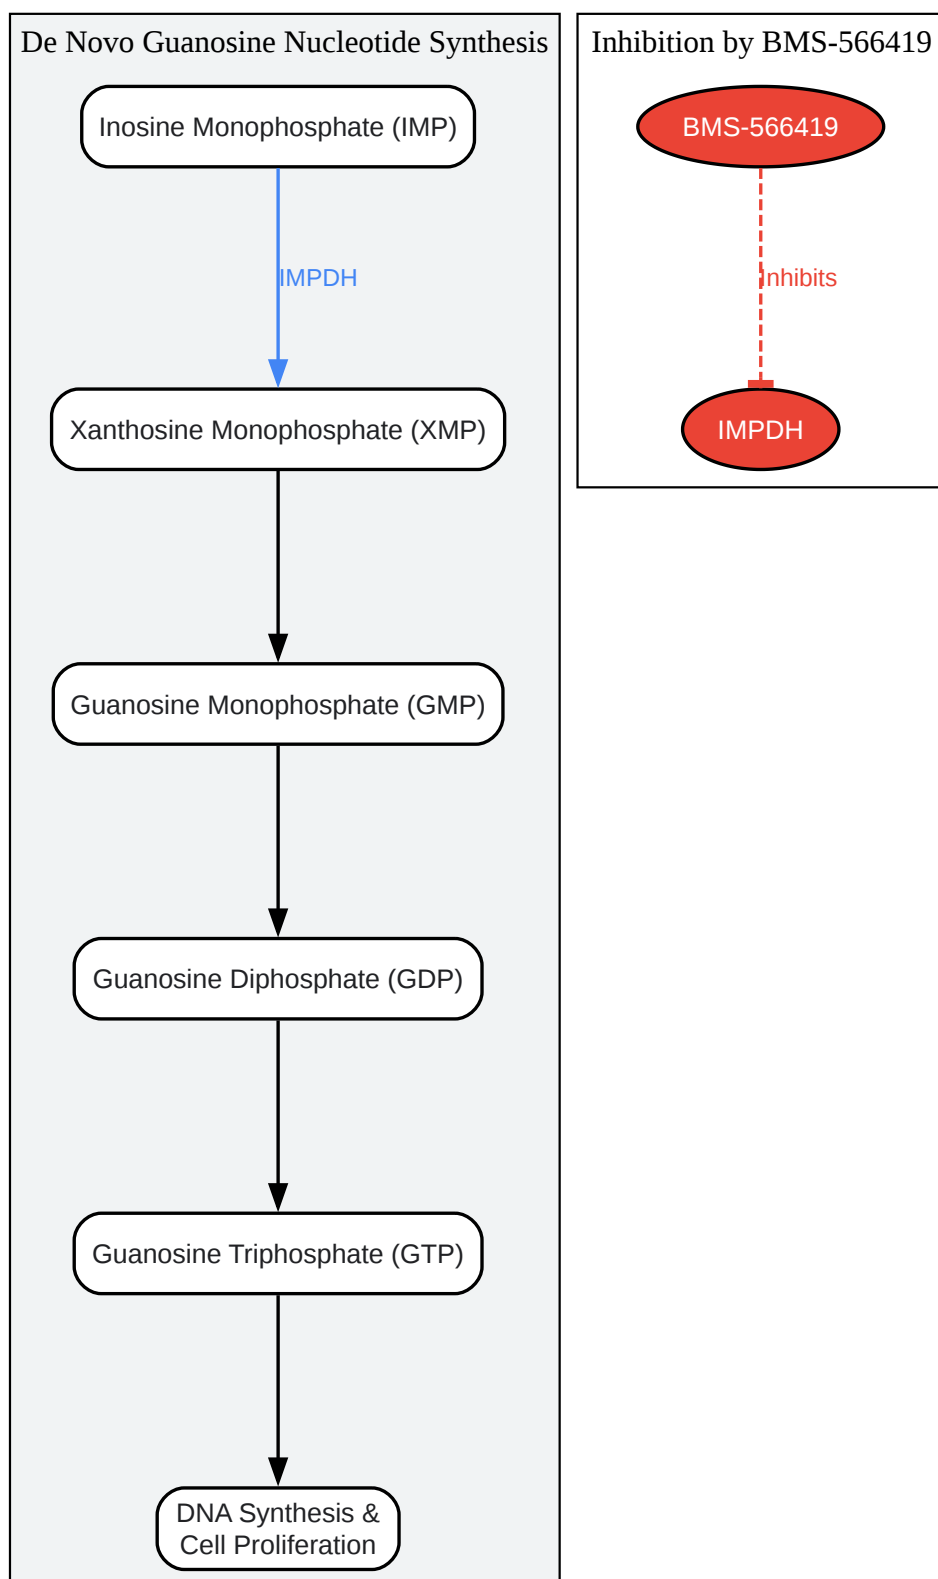 De Novo Guanosine Nucleotide Synthesis
Inosine Monophosphate (IMP)
IMPDH
Xanthosine Monophosphate (XMP)
Guanosine Monophosphate (GMP)
Guanosine Diphosphate (GDP)
Guanosine Triphosphate (GTP)
DNA Synthesis &
Cell Proliferation
Inhibition by BMS-566419
BMS-566419
Inhibits
IMPDH